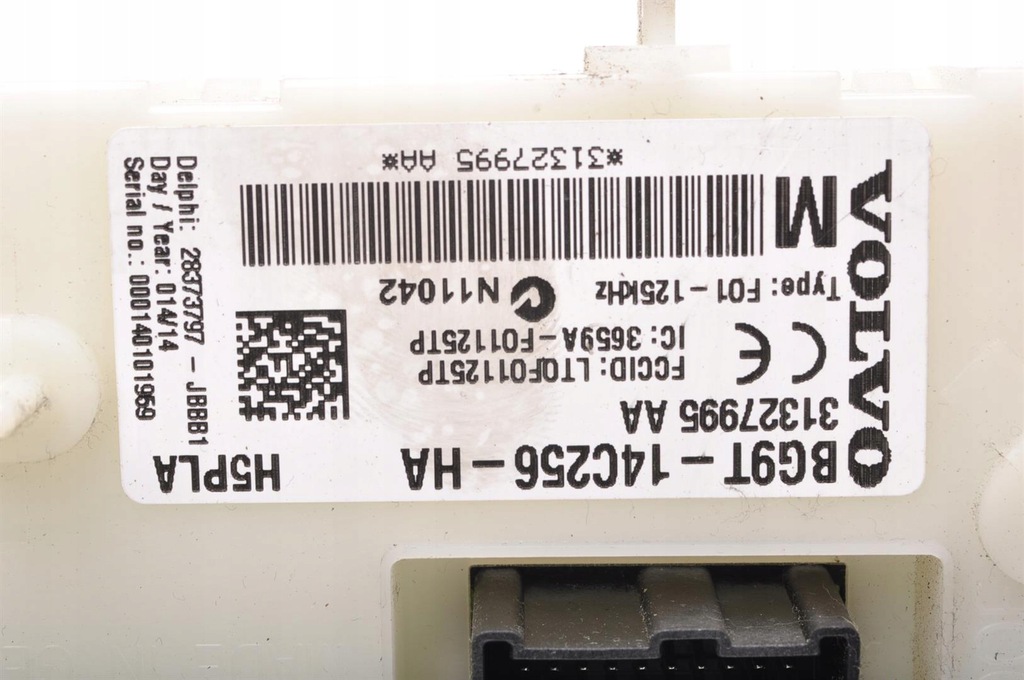 VOLVO
BG9T-14C256-HA
H5PLA
31327995 AA
FCCID: LTQF01125TP
IC: 3659A-F01125TP
CE
Type: F01-125kHz
N11042
M
*31327995 AA*
Delphi: 28373797 - JBBB1
Day / Year: 014/14
Serial no.: 000140101959